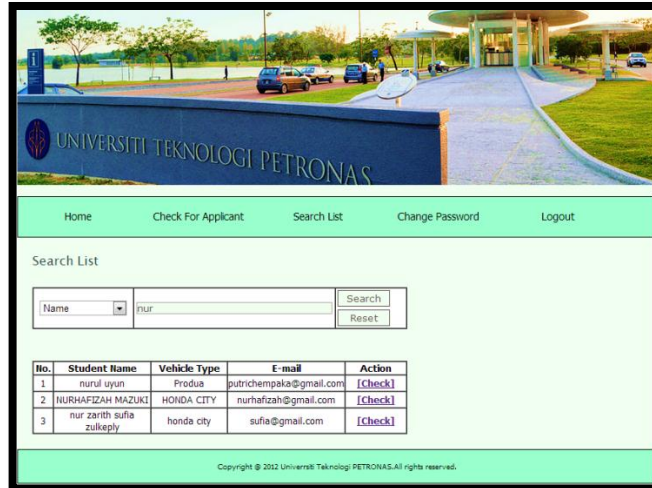 i
UNIVERSITI TEKNOLOGI PETRONAS
Home Check For Applicant Search List Change Password Logout
Search List
Name nur Search
Reset
No. Student Name Vehicle Type E-mail Action
1 nurul uyun Produa putrichempaka@gmail.com [Check]
2 NURHAFIZAH MAZUKI HONDA CITY nurhafizah@gmail.com [Check]
3 nur zarith sufia zulkeply honda city sufia@gmail.com [Check]
Copyright @ 2012 Univerrsiti Teknologi PETRONAS.All rights reserved.